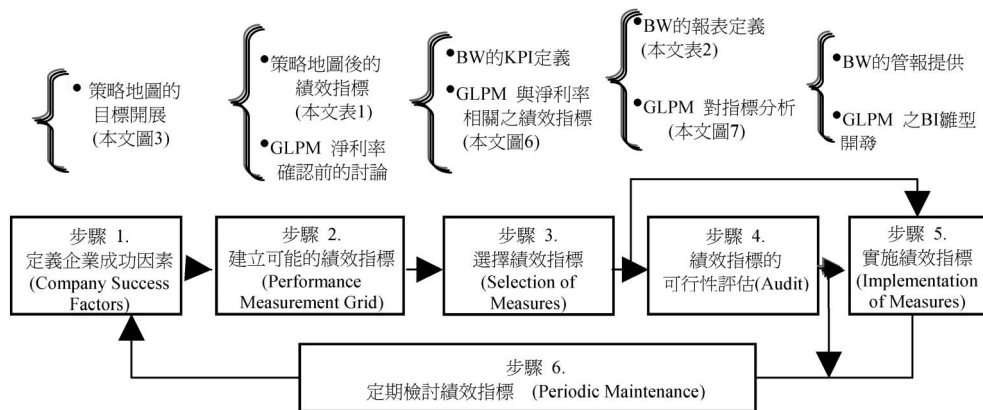 • 策略地圖的
目標開展
(本文圖3)
•策略地圖後的
績效指標
(本文表1)
•GLPM 淨利率
確認前的討論
•BW的KPI定義
•GLPM 與淨利率
相關之績效指標
(本文圖6)
•BW的報表定義
(本文表2)
•GLPM 對指標分析
(本文圖7)
•BW的管報提供
•GLPM 之BI雛型
開發
步驟 1.
定義企業成功因素
(Company Success
Factors)
步驟 2.
建立可能的績效指標
(Performance
Measurement Grid)
步驟 3.
選擇績效指標
(Selection of
Measures)
步驟 4.
績效指標的
可行性評估(Audit)
步驟 5.
實施績效指標
(Implementation
of Measures)
步驟 6.
定期檢討績效指標 (Periodic Maintenance)